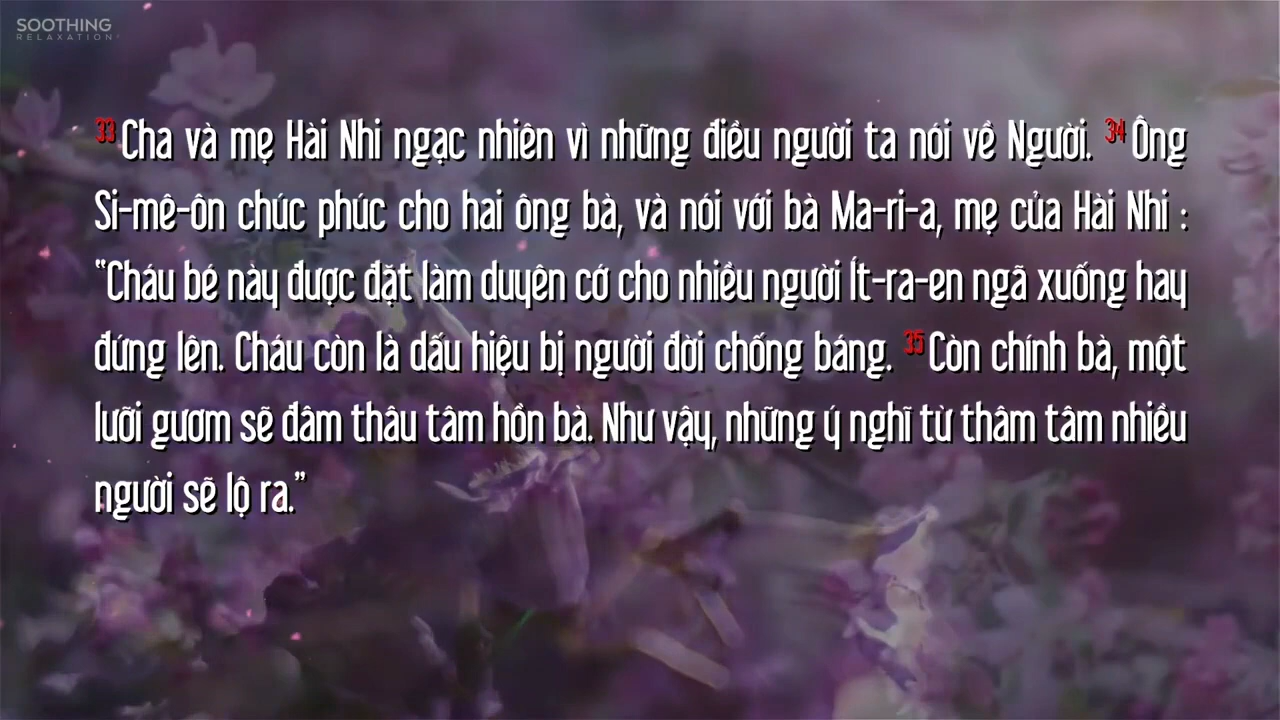 SOOTHING
RELAXATION
33 Cha và mẹ Hài Nhi ngạc nhiên vì những điều người ta nói về Người. 34 Ông
Si-mê-ôn chúc phúc cho hai ông bà, và nói với bà Ma-ri-a, mẹ của Hài Nhi :
“Cháu bé này được đặt làm duyên cớ cho nhiều người Ít-ra-en ngã xuống hay
đứng lên. Cháu còn là dấu hiệu bị người đời chống báng. 35 Còn chính bà, một
lưỡi gươm sẽ đâm thâu tâm hồn bà. Như vậy, những ý nghĩ từ thâm tâm nhiều
người sẽ lộ ra.”